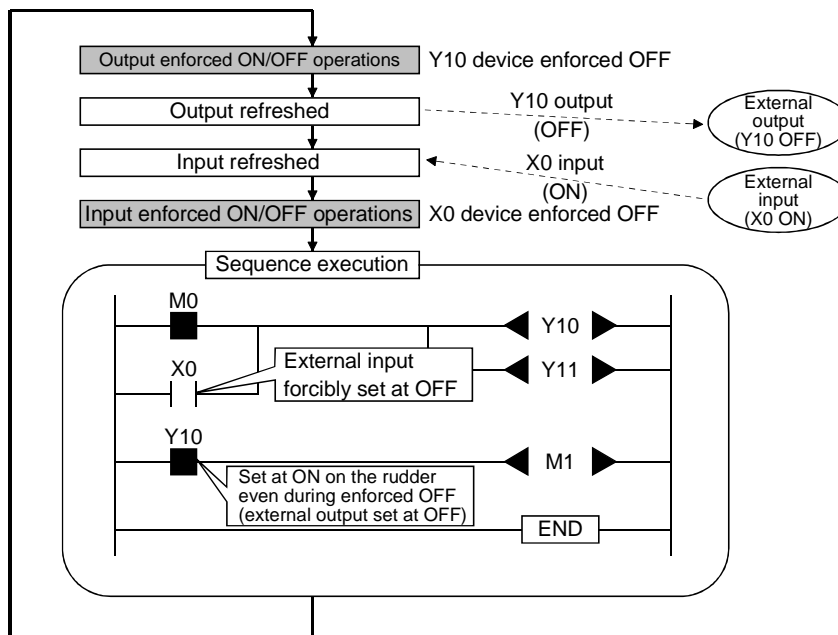 Output enforced ON/OFF operations
Y10 device enforced OFF
Output refreshed
Y10 output
(OFF)
External
output
(Y10 OFF)
Input refreshed
X0 input
(ON)
External
input
(X0 ON)
Input enforced ON/OFF operations
X0 device enforced OFF
Sequence execution
M0
Y10
X0
External input
forcibly set at OFF
Y11
Y10
Set at ON on the rudder
even during enforced OFF
(external output set at OFF)
M1
END